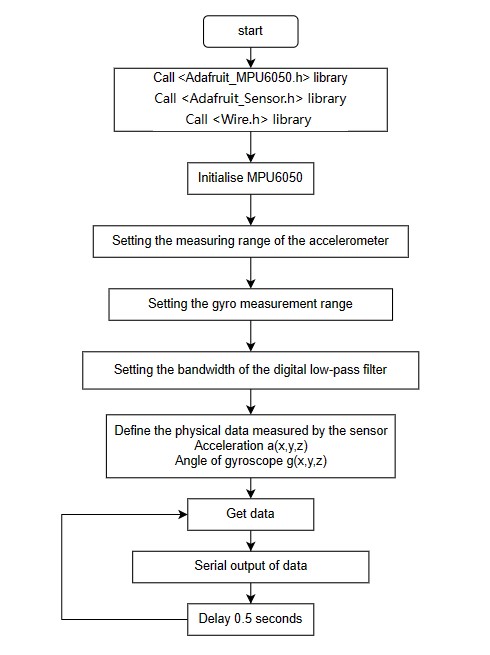 start
Call <Adafruit_MPU6050.h> library
Call <Adafruit_Sensor.h> library
Call <Wire.h> library
Initialise MPU6050
Setting the measuring range of the accelerometer
Setting the gyro measurement range
Setting the bandwidth of the digital low-pass filter
Define the physical data measured by the sensor
Acceleration a(x,y,z)
Angle of gyroscope g(x,y,z)
Get data
Serial output of data
Delay 0.5 seconds